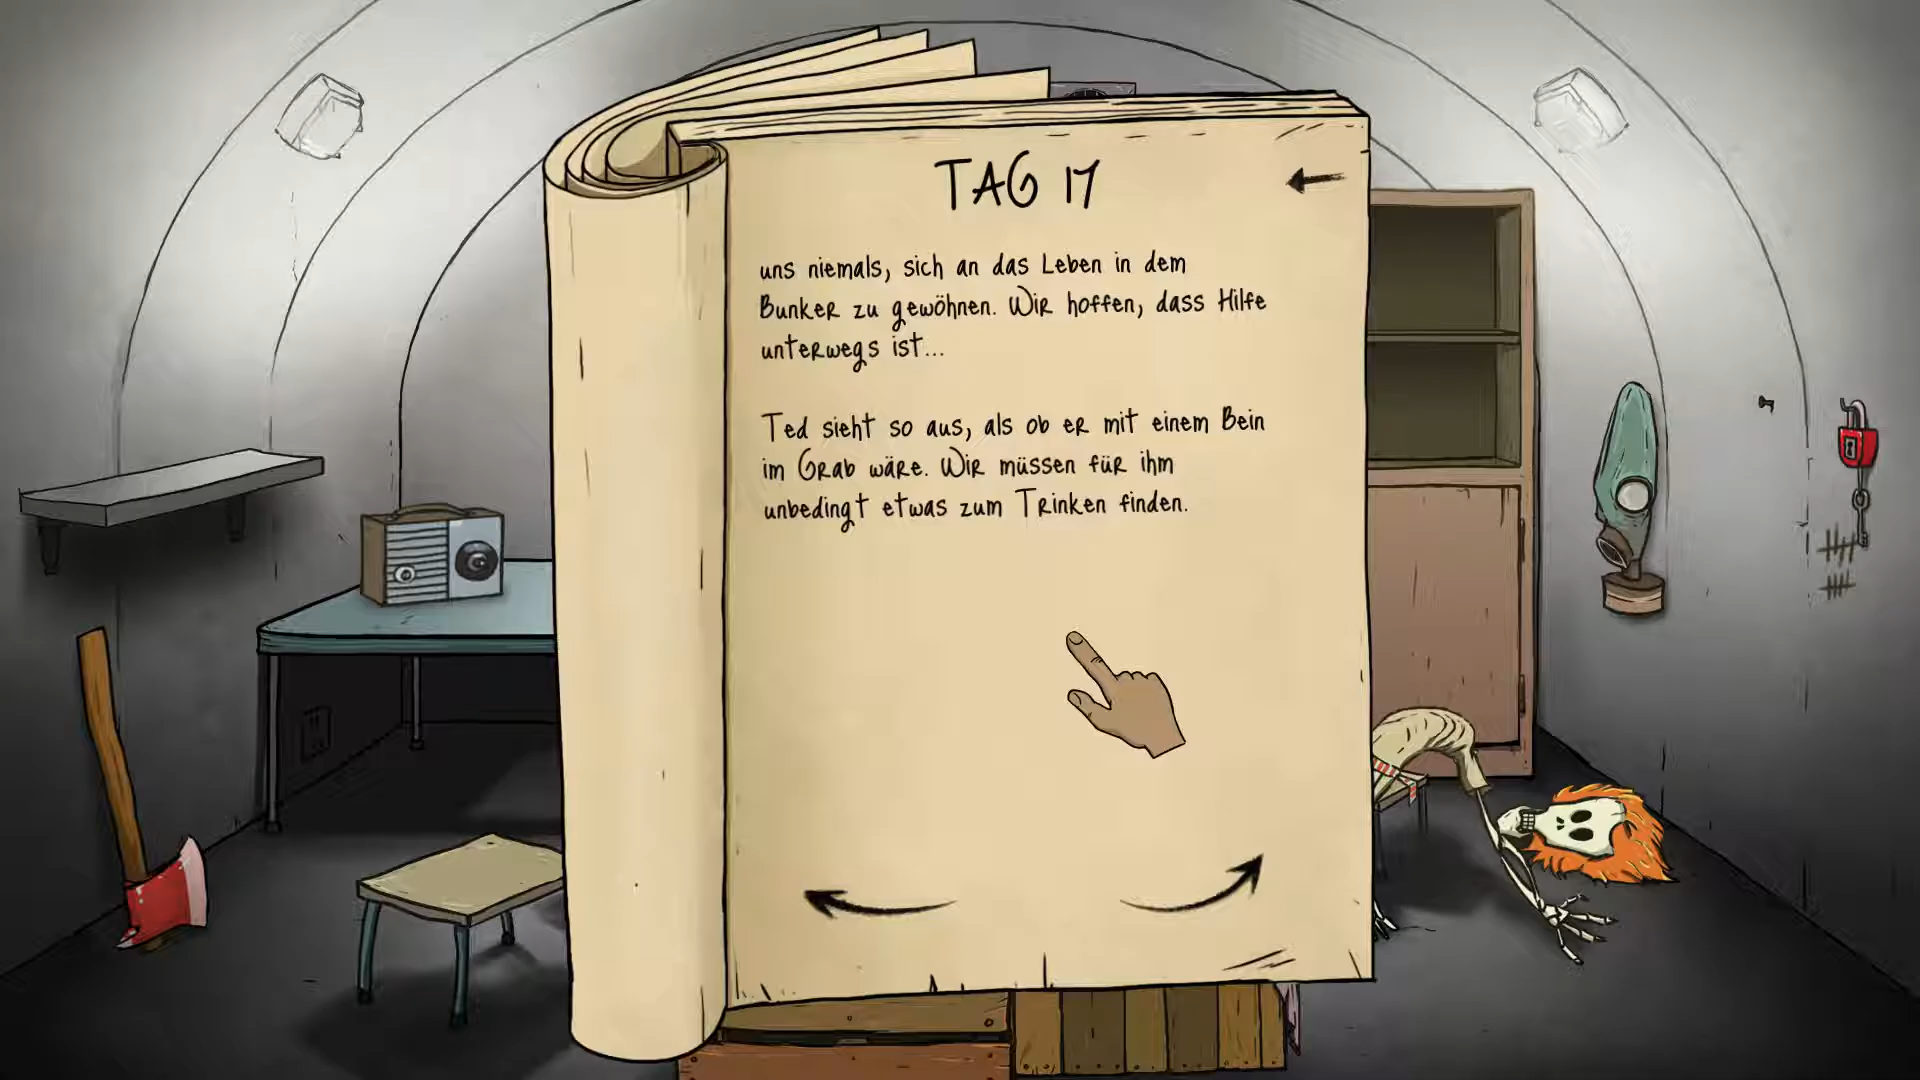 TAG 17
uns niemals, sich an das Leben in dem
Bunker zu gewöhnen. Wir hoffen, dass Hilfe
unterwegs ist...
Ted sieht so aus, als ob er mit einem Bein
im Grab wäre. Wir müssen für ihm
unbedingt etwas zum Trinken finden.